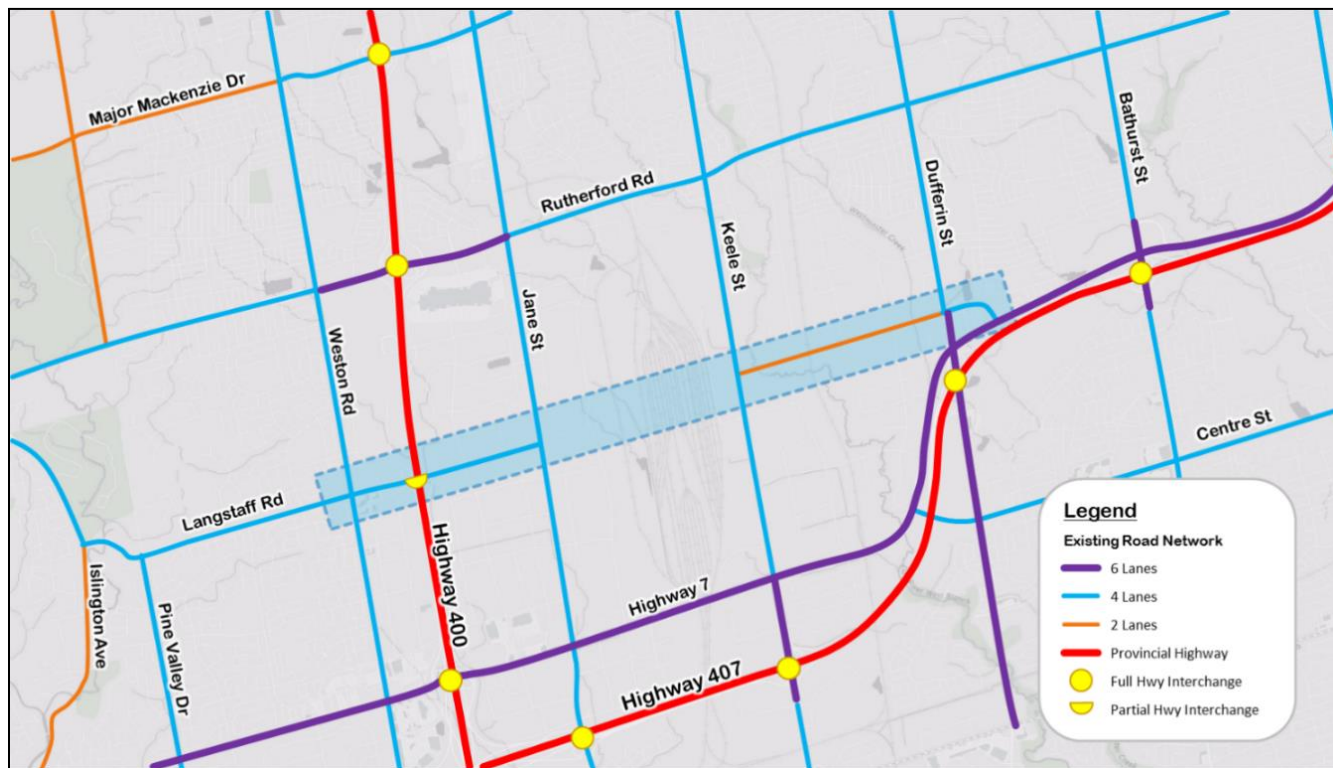 Major Mackenzie Dr
Bathurst St
Rutherford Rd
Dufferin St
Keele St
Jane St
Weston Rd
Centre St
Langstaff Rd
Highway 400
Islington Ave
Pine Valley Dr
Highway 7
Highway 407
Legend
Existing Road Network
6 Lanes
4 Lanes
2 Lanes
Provincial Highway
Full Hwy Interchange
Partial Hwy Interchange